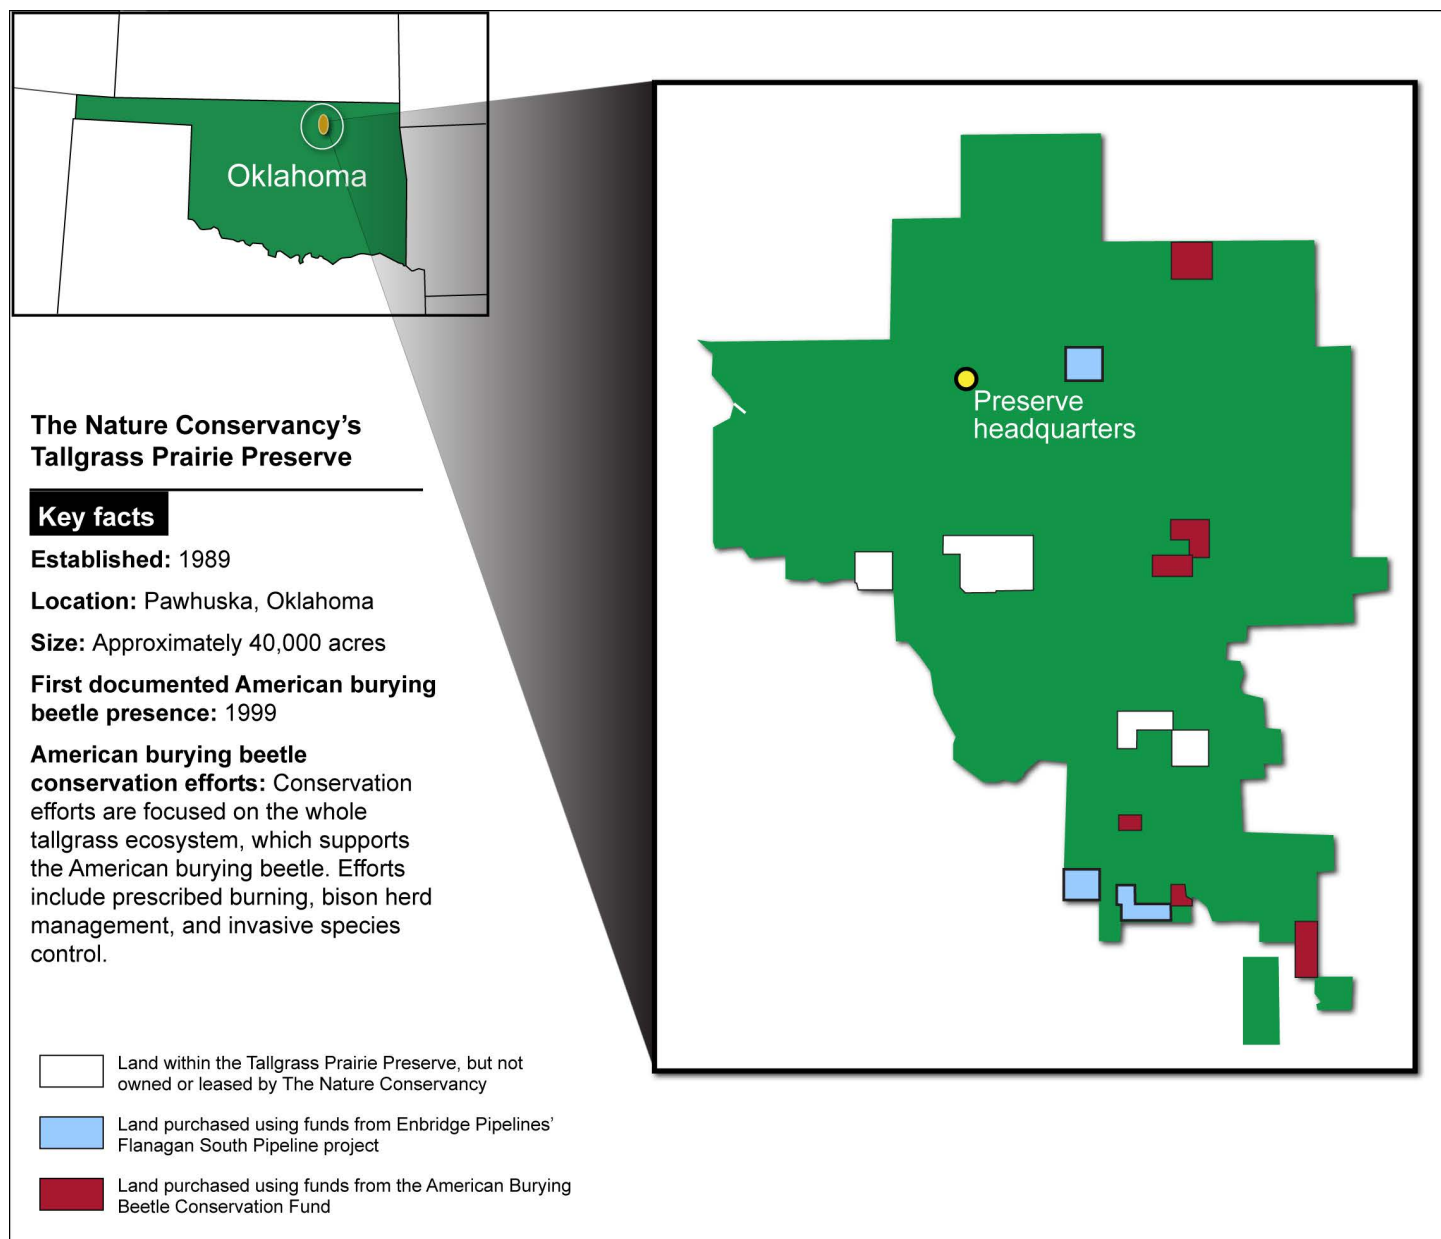 Oklahoma
Preserve
headquarters
The Nature Conservancy’s
Tallgrass Prairie Preserve
Key facts
Established: 1989
Location: Pawhuska, Oklahoma
Size: Approximately 40,000 acres
First documented American burying
beetle presence: 1999
American burying beetle
conservation efforts: Conservation
efforts are focused on the whole
tallgrass ecosystem, which supports
the American burying beetle. Efforts
include prescribed burning, bison herd
management, and invasive species
control.
Land within the Tallgrass Prairie Preserve, but not
owned or leased by The Nature Conservancy
Land purchased using funds from Enbridge Pipelines’
Flanagan South Pipeline project
Land purchased using funds from the American Burying
Beetle Conservation Fund